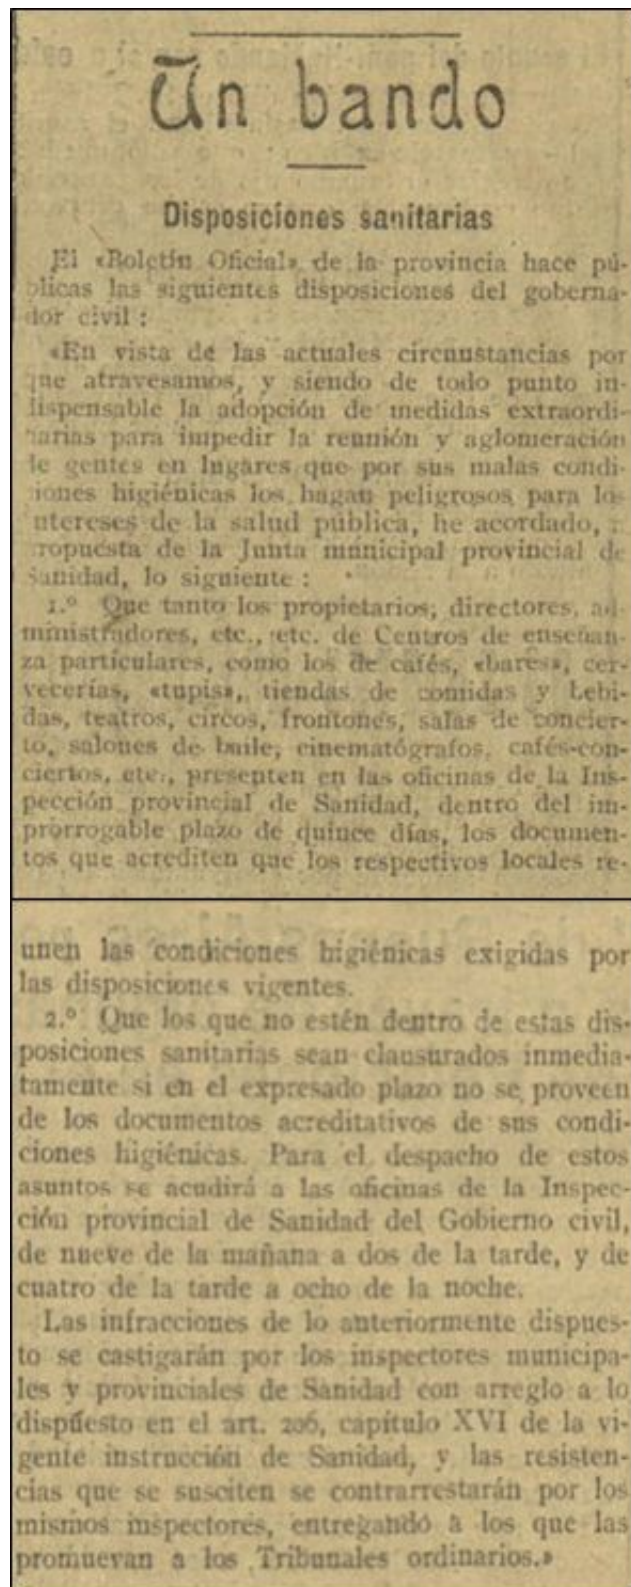 Un bando
Disposiciones sanitarias
El «Boletín Oficial» de la provincia hace pú-
blicas las siguientes disposiciones del goberna-
dor civil:
«En vista de las actuales circunstancias por
que atravesamos, y siendo de todo punto in-
dispensable la adopción de medidas extraordi-
narias para impedir la reunión y aglomeración
de gentes en lugares que por sus malas condi-
ciones higiénicas los hagan peligrosos para los
intereses de la salud pública, he acordado, a
propuesta de la Junta municipal provincial de
Sanidad, lo siguiente:
1.º Que tanto los propietarios, directores, ad-
ministradores, etc., etc. de Centros de enseñan-
za particulares, como los de cafés, «bares», cer-
vecerías, «tupis», tiendas de comidas y bebi-
das, teatros, circos, frontones, salas de concier-
to, salones de baile, cinematógrafos, cafés-con-
ciertos, etc., presenten en las oficinas de la Ins-
pección provincial de Sanidad, dentro del im-
prorrogable plazo de quince días, los documen-
tos que acrediten que los respectivos locales re-
unen las condiciones higiénicas exigidas por
las disposiciones vigentes.
2.º Que los que no estén dentro de estas dis-
posiciones sanitarias sean clausurados inmedia-
tamente si en el expresado plazo no se proveen
de los documentos acreditativos de sus condi-
ciones higiénicas. Para el despacho de estos
asuntos se acudirá a las oficinas de la Inspec-
ción provincial de Sanidad del Gobierno civil,
de nueve de la mañana a dos de la tarde, y de
cuatro de la tarde a ocho de la noche.
Las infracciones de lo anteriormente dispues-
to se castigarán por los inspectores municipa-
les y provinciales de Sanidad con arreglo a lo
dispuesto en el art. 206, capítulo XVI de la vi-
gente instrucción de Sanidad, y las resisten-
cias que se susciten se contrarrestarán por los
mismos inspectores, entregando a los que las
promuevan a los Tribunales ordinarios.»